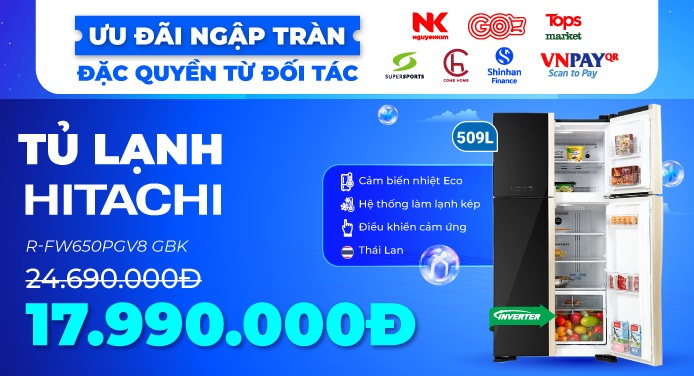 ƯU ĐÃI NGẬP TRÀN
ĐẶC QUYỀN TỪ ĐỐI TÁC
NK
NGUYENKIM
GO!
Tops
market
SUPERSPORTS
COME HOME
Shinhan
Finance
VNPAYQR
Scan to Pay
TỦ LẠNH
HITACHI
R-FW650PGV8 GBK
24.690.000Đ
17.990.000Đ
509L
Cảm biến nhiệt Eco
Hệ thống làm lạnh kép
Điều khiển cảm ứng
Thái Lan
INVERTER